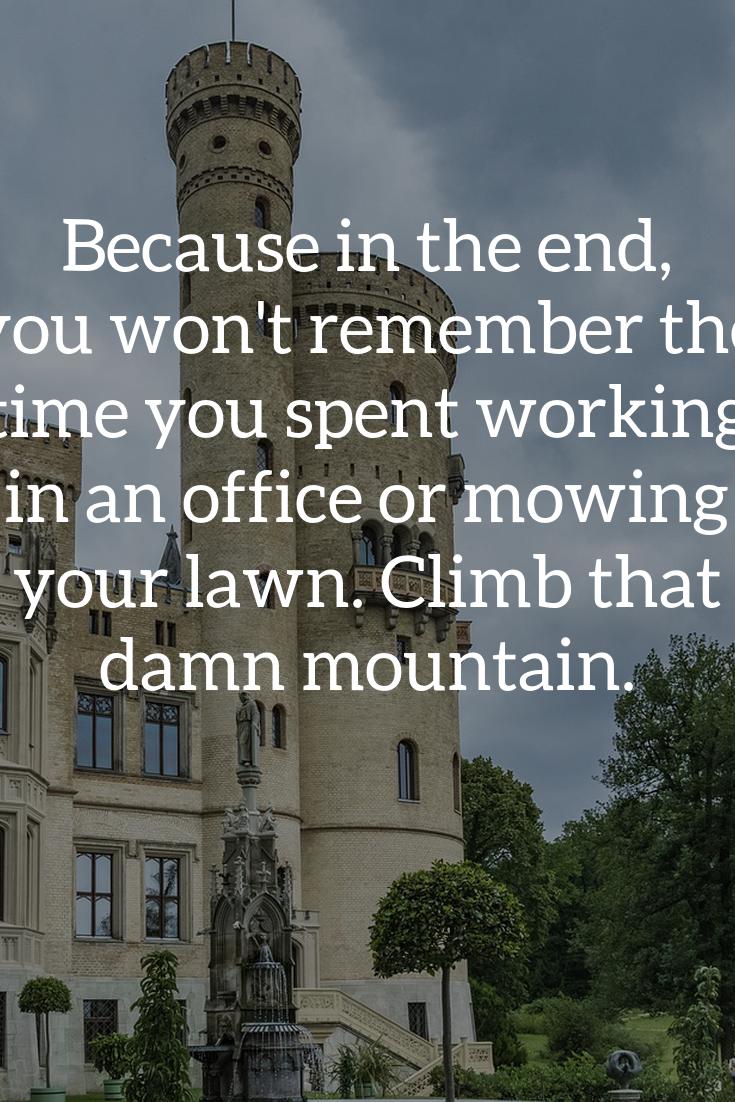 Because in the end,
you won't remember the
time you spent working
in an office or mowing
your lawn. Climb that
damn mountain.